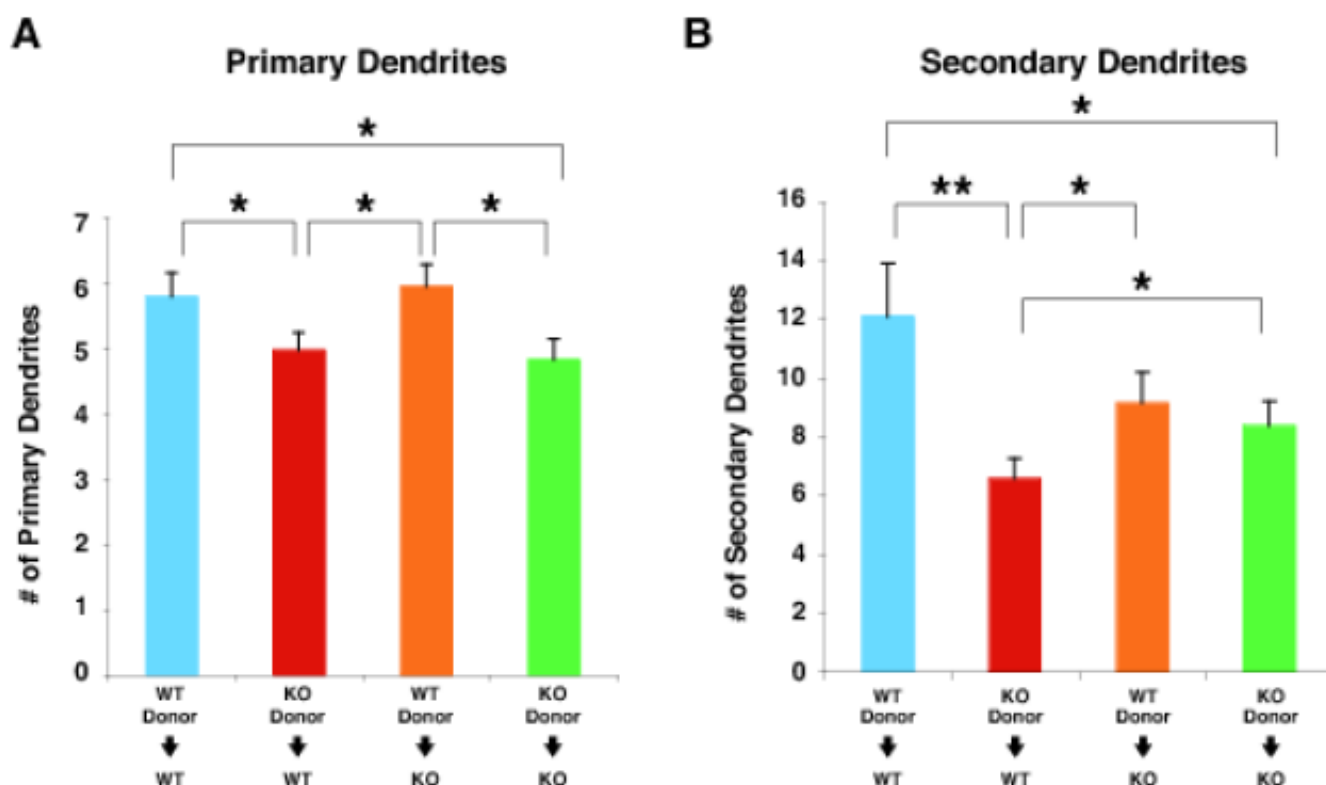 A
Primary Dendrites
*
* * *
# of Primary Dendrites
7
6
5
4
3
2
1
0
WT KO WT KO
Donor Donor Donor Donor
WT WT KO KO
B
Secondary Dendrites
*
** *
*
# of Secondary Dendrites
16
14
12
10
8
6
4
2
0
WT KO WT KO
Donor Donor Donor Donor
WT WT KO KO